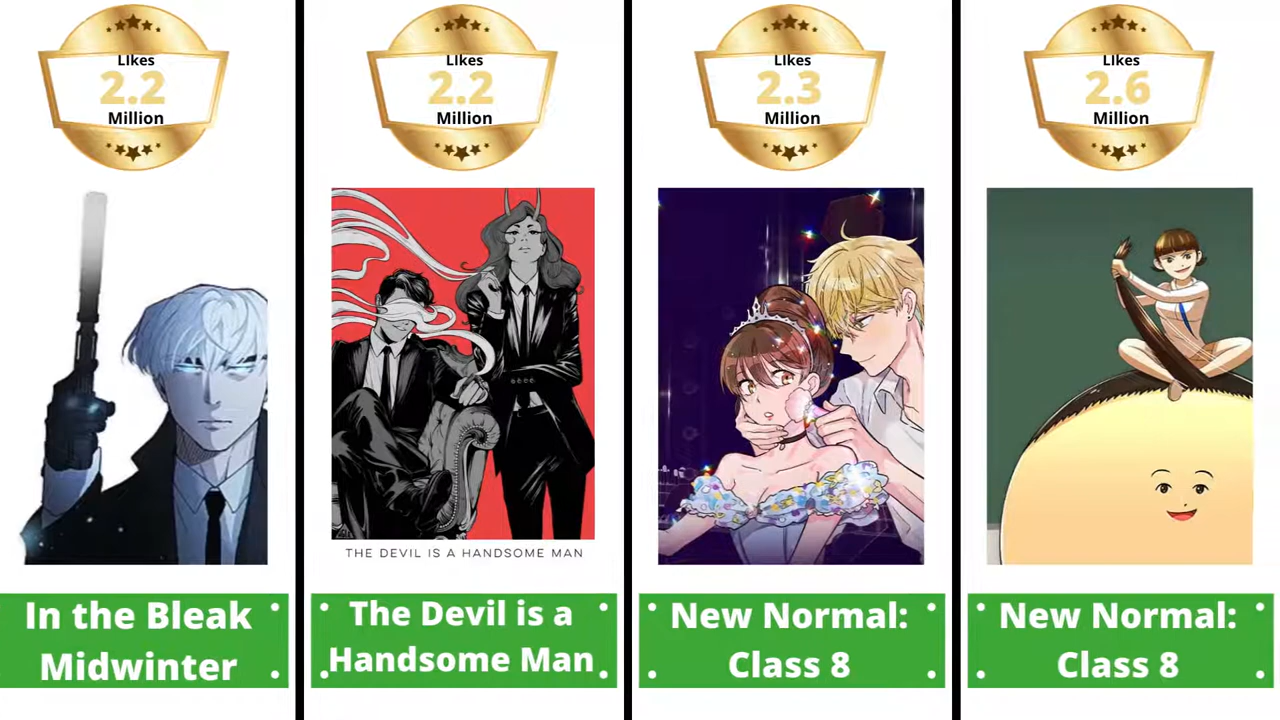 Likes
2.2
Million
In the Bleak
Midwinter
Likes
2.2
Million
THE DEVIL IS A HANDSOME MAN
The Devil is a
Handsome Man
Likes
2.3
Million
New Normal:
Class 8
Likes
2.6
Million
New Normal:
Class 8